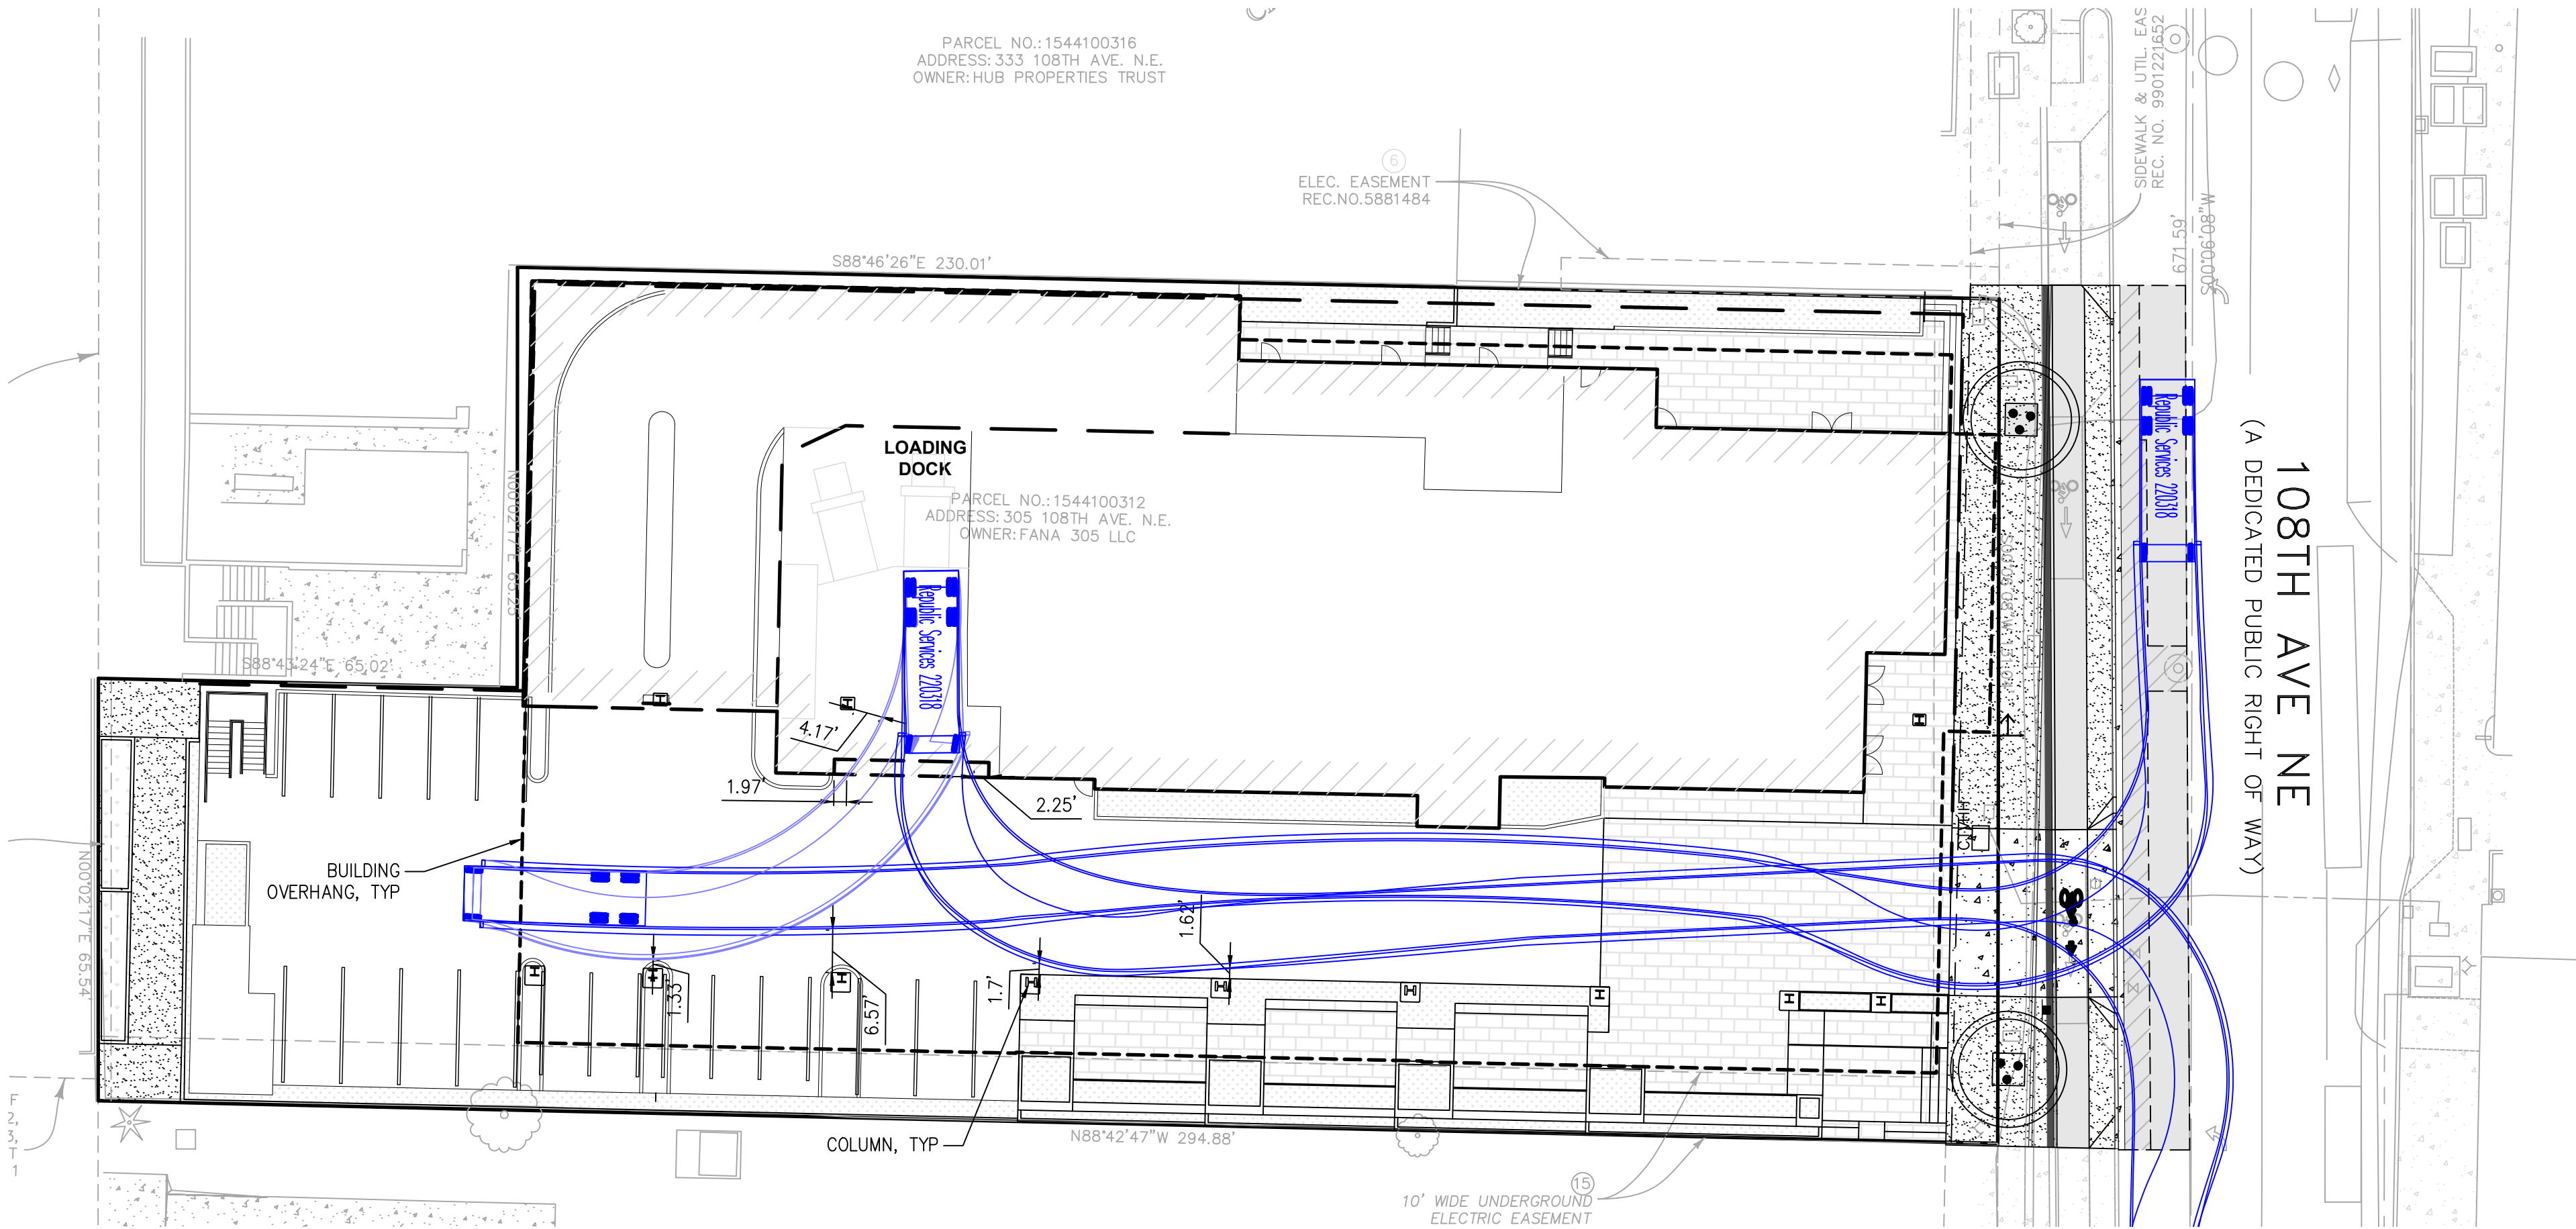 PARCEL NO.:1544100316
ADDRESS:333 108TH AVE. N.E.
OWNER:HUB PROPERTIES TRUST
SIDEWALK & UTIL. EAS
REC. NO. 9901221652
6
ELEC. EASEMENT
REC.NO.5881484
671.59'
S00°06'08"W
S88°46'26"E 230.01'
LOADING
DOCK
PARCEL NO.:1544100312
ADDRESS:305 108TH AVE. N.E.
OWNER:FANA 305 LLC
Republic Services 220318
Republic Services 220318
108TH AVE NE
(A DEDICATED PUBLIC RIGHT OF WAY)
S88°43'24"E 65.02'
4.17'
1.97'
2.25'
BUILDING
OVERHANG, TYP
1.62'
1.33'
6.57'
1.7'
N00°02'17"E 65.54'
COLUMN, TYP
N88°42'47"W 294.88'
15
10' WIDE UNDERGROUND
ELECTRIC EASEMENT
F
2,
3,
T
1